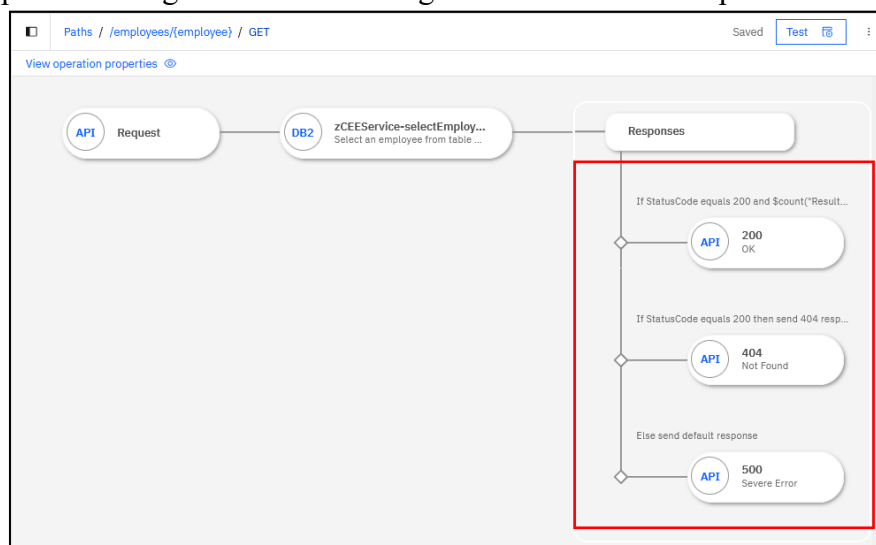 Paths / /employees/{employee} / GET
Saved
Test
View operation properties
API
Request
DB2
zCEEService-selectEmploy...
Select an employee from table ...
Responses
If StatusCode equals 200 and $count("Result...
API
200
OK
If StatusCode equals 200 then send 404 resp...
API
404
Not Found
Else send default response
API
500
Severe Error